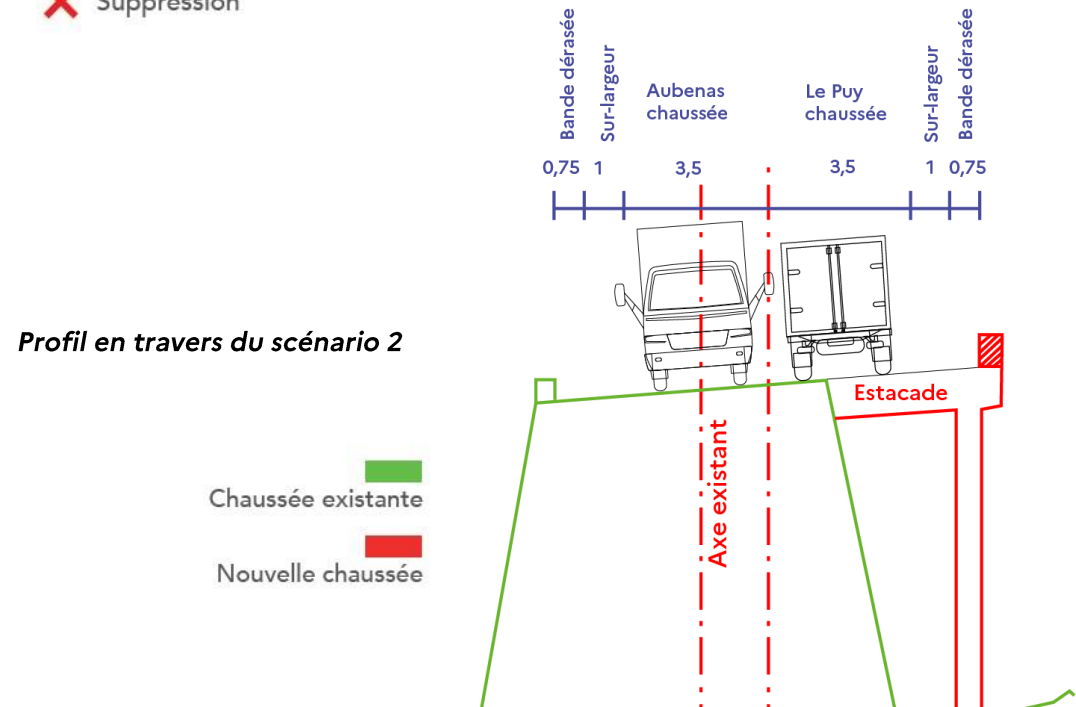 Suppression
Bande dérasée
Sur-largeur
Aubenas
chaussée
Le Puy
chaussée
Sur-largeur
Bande dérasée
0,75 1 3,5 3,5 1 0,75
Profil en travers du scénario 2
Estacade
Axe existant
Chaussée existante
Nouvelle chaussée